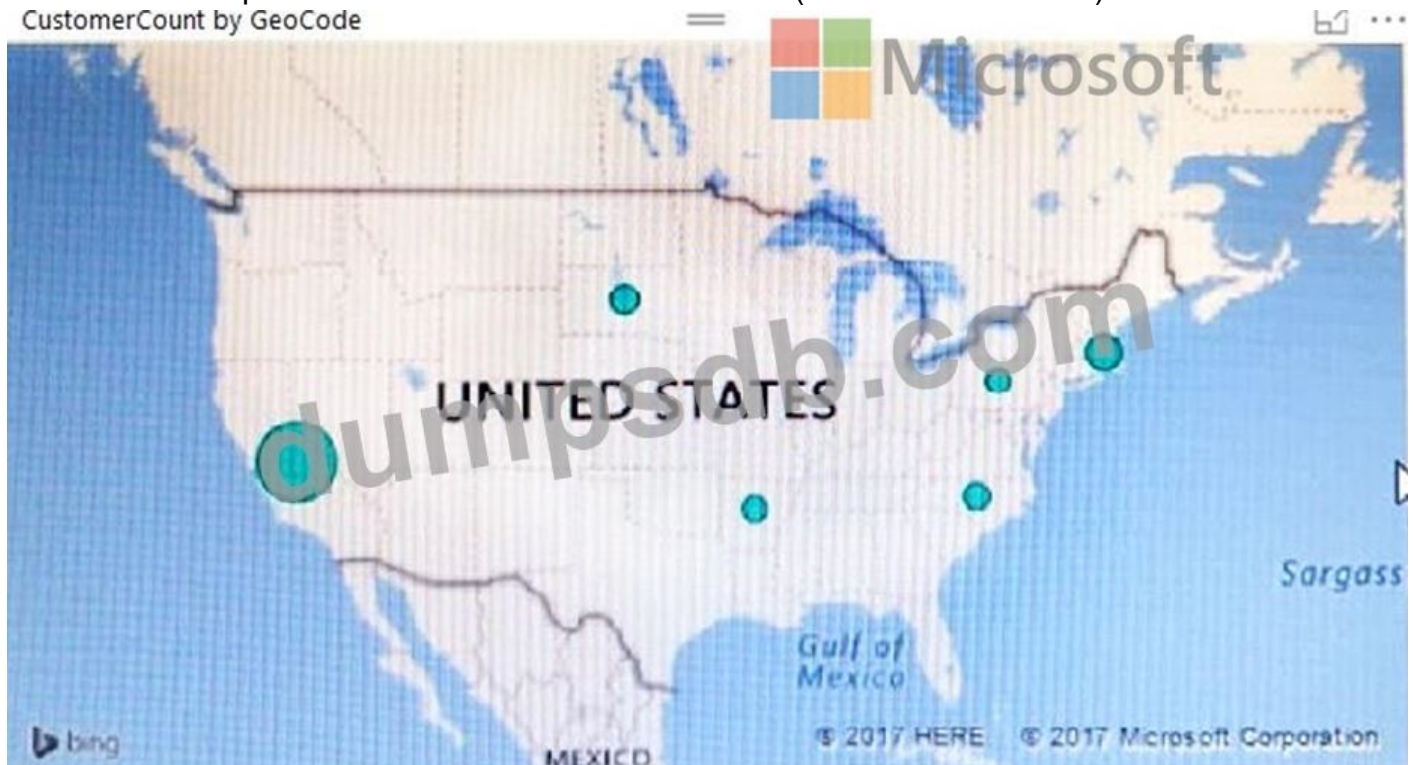 CustomerCount by GeoCode
Microsoft
UNITED STATES
dumpsdb.com
Sargass
Gulf of
Mexico
bing
© 2017 HERE © 2017 Microsoft Corporation
MEXICO